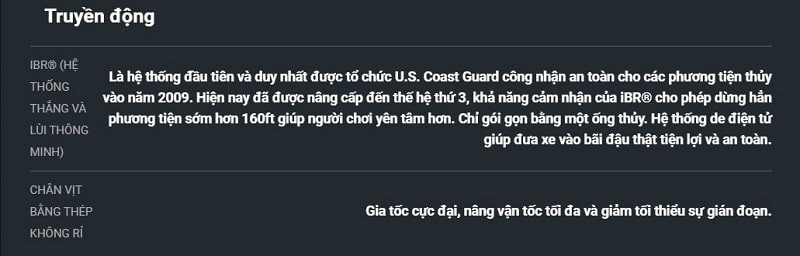 Truyền động
IBR® (HỆ
THỐNG
THẮNG VÀ
LÙI THÔNG
MINH)
Là hệ thống đầu tiên và duy nhất được tổ chức U.S. Coast Guard công nhận an toàn cho các phương tiện thủy
vào năm 2009. Hiện nay đã được nâng cấp đến thế hệ thứ 3, khả năng cảm nhận của iBR® cho phép dừng hẳn
phương tiện sớm hơn 160ft giúp người chơi yên tâm hơn. Chỉ gói gọn bằng một ống thủy. Hệ thống de điện tử
giúp đưa xe vào bãi đậu thật tiện lợi và an toàn.
CHÂN VỊT
BẰNG THÉP
KHÔNG RỈ
Gia tốc cực đại, nâng vận tốc tối đa và giảm tối thiểu sự gián đoạn.